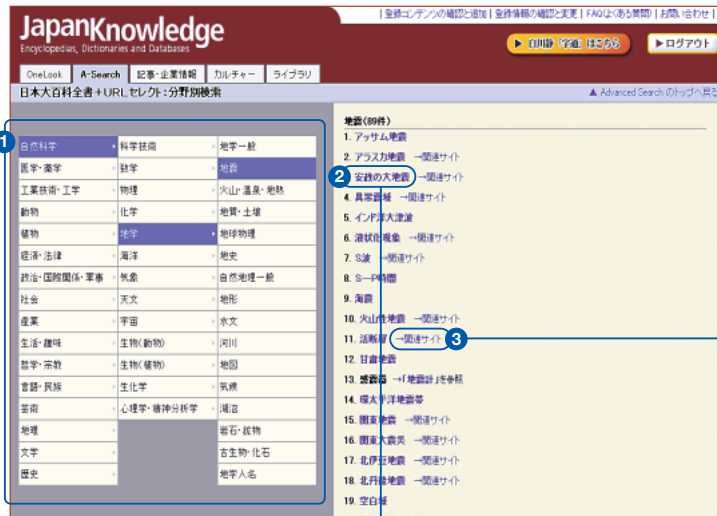 | 登録コンテンツの確認と追加 | 登録情報の確認と変更 | FAQ(よくある質問) | お問い合わせ |
JapanKnowledge
Encyclopedias, Dictionaries and Databases
白川静「字通」はこちら
ログアウト
OneLook A-Search 記事・企業情報 カルチャー ライブラリ
日本大百科全書+URLセレクト:分野別検索
▲ Advanced Search のトップへ戻る
1
自然科学
医学・薬学
工業技術・工学
動物
植物
経済・法律
政治・国際関係・軍事
社会
産業
生活・趣味
哲学・宗教
言語・民族
芸術
地理
文学
歴史
科学技術
数学
物理
化学
地学
海洋
気象
天文
宇宙
生物(動物)
生物(植物)
生化学
心理学・精神分析学
地学一般
地震
火山・温泉・地熱
地質・土壌
地球物理
地史
自然地理一般
地形
水文
河川
地図
気候
湖沼
岩石・鉱物
古生物・化石
地学人名
地震(89件)
1. アッサム地震
2. アラスカ地震 →関連サイト
2 安政の大地震 →関連サイト
4. 異常震域 →関連サイト
5. インド洋大津波
6. 液状化現象 →関連サイト
7. S波 →関連サイト
8. S―P時間
9. 海震
10. 火山性地震 →関連サイト
11. 活断層 →関連サイト 3
12. 甘粛地震
13. 感震器 →「地震計」を参照
14. 環太平洋地震帯
15. 関東地震 →関連サイト
16. 関東大震災 →関連サイト
17. 北伊豆地震 →関連サイト
18. 北丹後地震 →関連サイト
19. 空白域